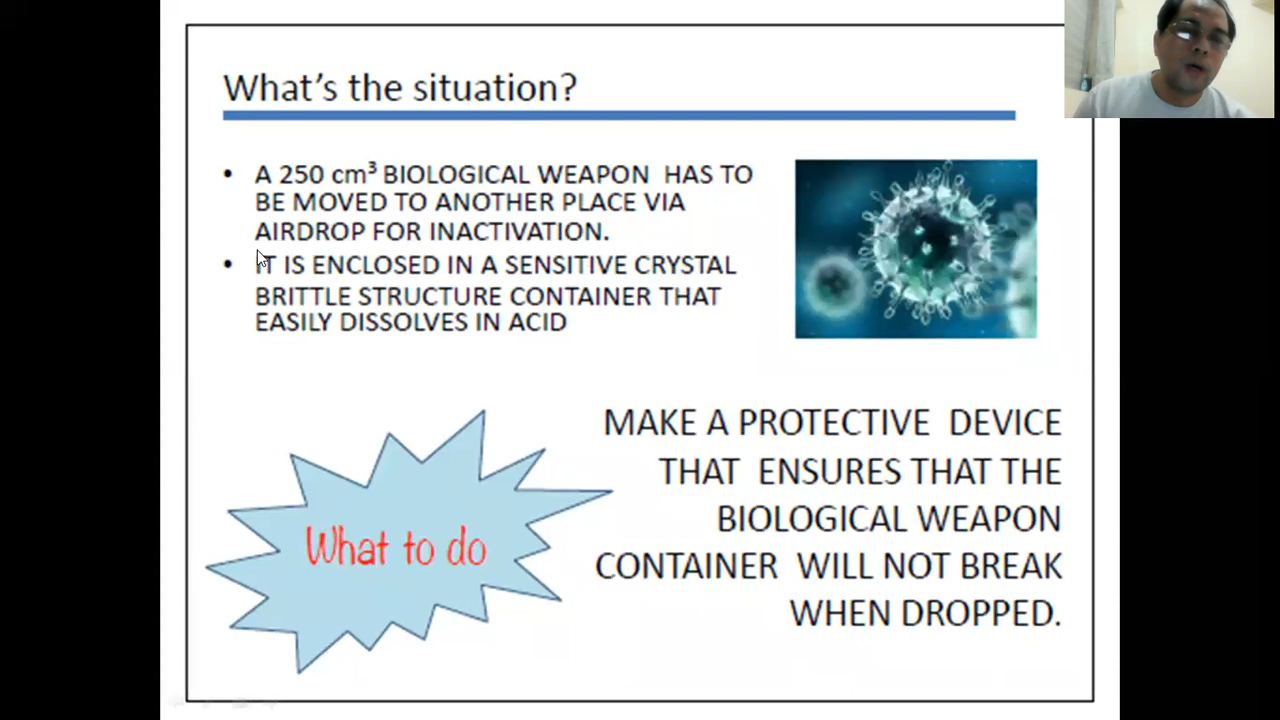 What's the situation?
• A 250 cm³ BIOLOGICAL WEAPON HAS TO
BE MOVED TO ANOTHER PLACE VIA
AIRDROP FOR INACTIVATION.
• IT IS ENCLOSED IN A SENSITIVE CRYSTAL
BRITTLE STRUCTURE CONTAINER THAT
EASILY DISSOLVES IN ACID
What to do
MAKE A PROTECTIVE DEVICE
THAT ENSURES THAT THE
BIOLOGICAL WEAPON
CONTAINER WILL NOT BREAK
WHEN DROPPED.